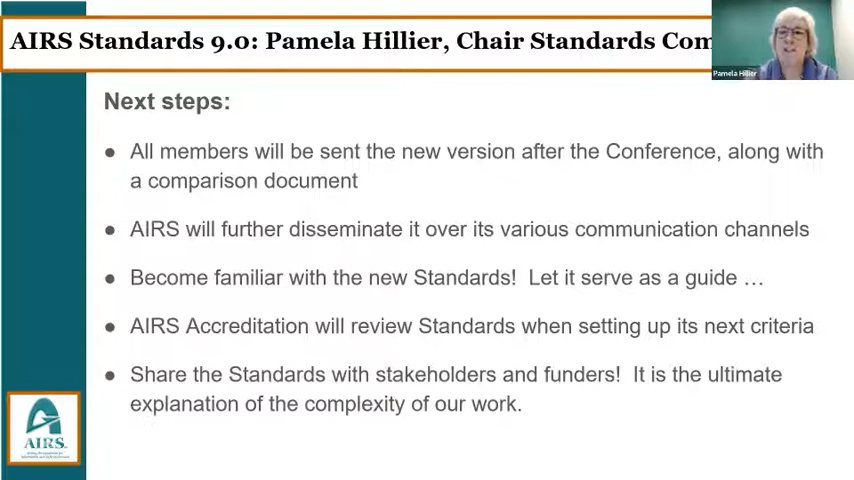 AIRS Standards 9.0: Pamela Hillier, Chair Standards Com
Pamela Hillier
Next steps:
● All members will be sent the new version after the Conference, along with
a comparison document
● AIRS will further disseminate it over its various communication channels
● Become familiar with the new Standards! Let it serve as a guide …
● AIRS Accreditation will review Standards when setting up its next criteria
● Share the Standards with stakeholders and funders! It is the ultimate
explanation of the complexity of our work.
AIRS